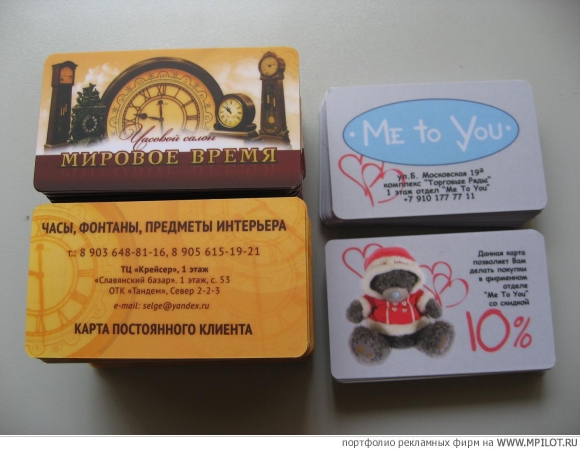 Часовой салон
МИРОВОЕ ВРЕМЯ
ЧАСЫ, ФОНТАНЫ, ПРЕДМЕТЫ ИНТЕРЬЕРА
т.: 8 903 648-81-16, 8 905 615-19-21
ТЦ «Крейсер», 1 этаж
«Славянский базар», 1 этаж, с. 53
ОТК «Тандем», Север 2-2-3
e-mail: selge@yandex.ru
КАРТА ПОСТОЯННОГО КЛИЕНТА
ME TO YOU
ул.Б. Московская 19а
комплекс "Торговые Ряды"
1 этаж отдел "Me To You"
+7 910 177 77 11
Данная карта
позволяет Вам
делать покупки
в фирменном
отделе
"Me To You"
со скидкой
10%
портфолио рекламных фирм на WWW.MPILOT.RU